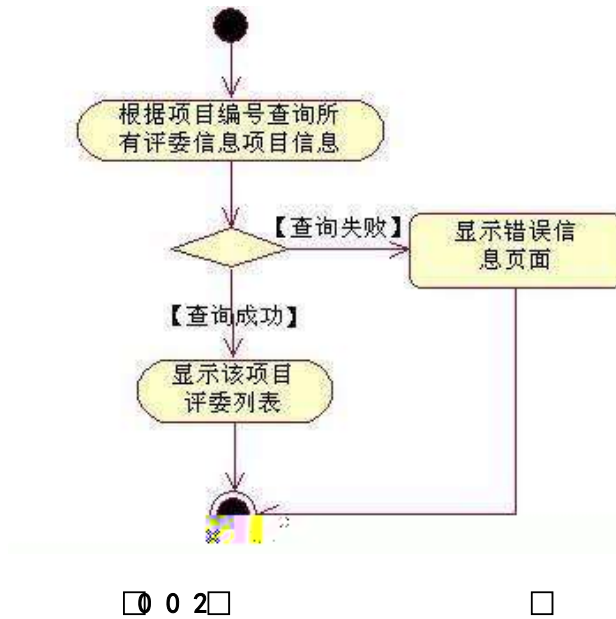 根据项目编号查询所
有评委信息项目信息
【查询失败】
显示错误信
息页面
【查询成功】
显示该项目
评委列表
002